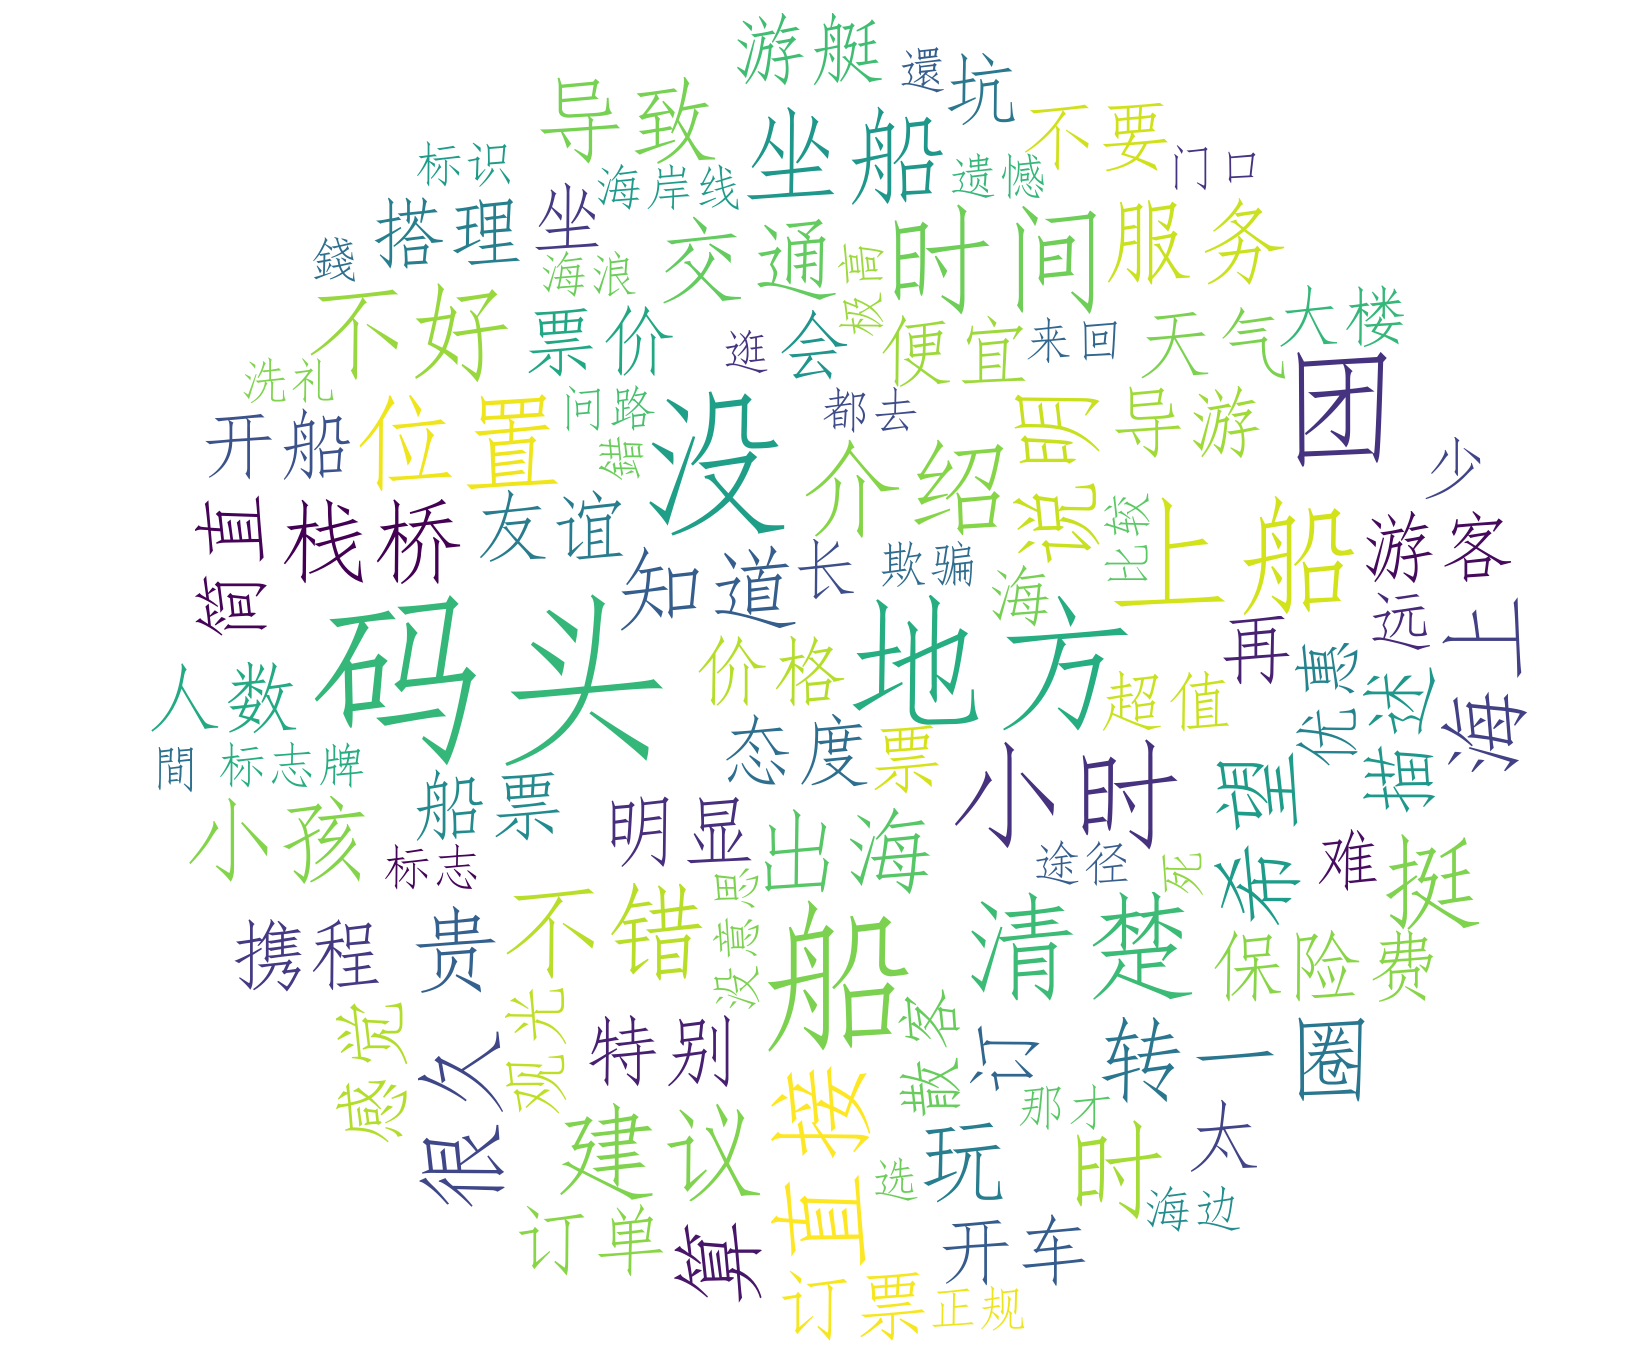 游艇
還
坑
导致
坐船
不要
标识
海岸线
遗憾
门口
搭理
坐
交通
时间
服务
錢
海浪
极高
不好
票价
逛
会
便宜
来回
天气
大楼
洗礼
问路
都去
说明
导游
团
开船
位置
錯
没
介绍
少
简直
栈桥
友谊
知道
长
欺骗
海
比较
上船
游客
远
海上
码头
地方
再
人数
价格
超值
优惠
描述
間
标志牌
态度
票
小时
希望
船票
小孩
明显
出海
标志
途径
死
难
挺
携程
贵
不错
没意思
船
清楚
保险费
感觉
很久
观光
特别
散客
订
转一圈
建议
直接
那才
时
太
选
玩
海边
订单
算
开车
订票
正规